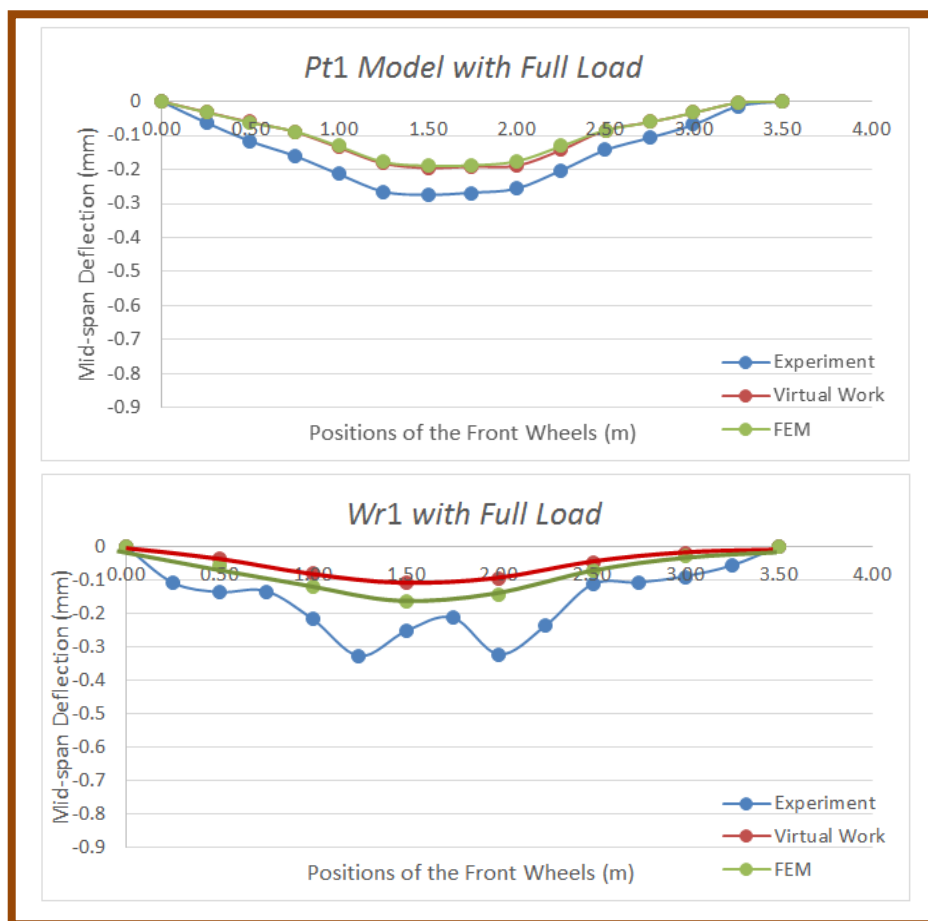 Pt1 Model with Full Load
0
-0.1
-0.2
-0.3
-0.4
-0.5
-0.6
-0.7
-0.8
-0.9
0.00 0.50 1.00 1.50 2.00 2.50 3.00 3.50 4.00
Mid-span Deflection (mm)
Positions of the Front Wheels (m)
Experiment
Virtual Work
FEM
Wr1 with Full Load
0
-0.1
-0.2
-0.3
-0.4
-0.5
-0.6
-0.7
-0.8
-0.9
0.00 0.50 1.00 1.50 2.00 2.50 3.00 3.50 4.00
Mid-span Deflection (mm)
Positions of the Front Wheels (m)
Experiment
Virtual Work
FEM